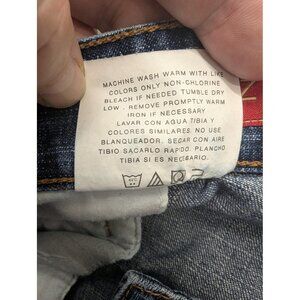 MACHINE WASH WARM WITH LIKE
COLORS ONLY NON-CHLORINE
BLEACH IF NEEDED TUMBLE DRY
LOW . REMOVE PROMPTLY WARM
IRON IF NECESSARY
LAVAR CON AGUA TIBIA Y
COLORES SIMILARES. NO USE
BLANQUEADOR. SEGAR CON AIRE
TIBIO SACARLO RAPIDO. PLANCHO
TIBIA SI ES NECESARIO.